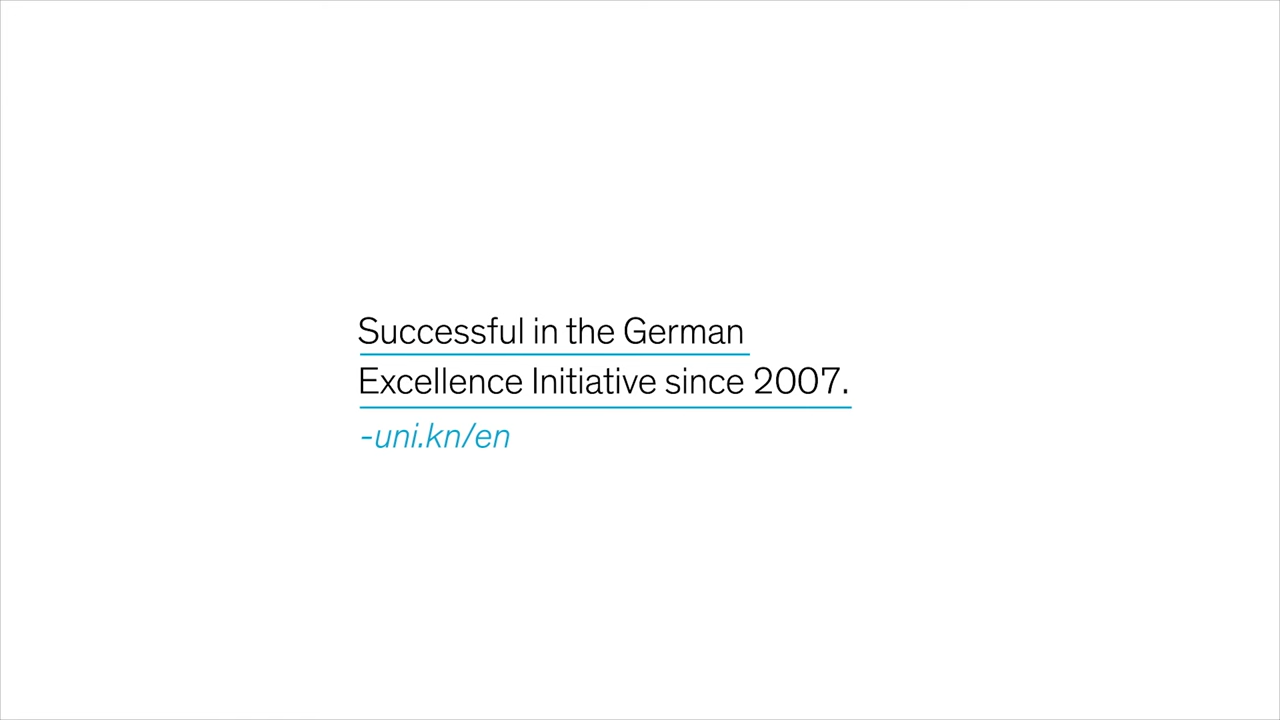 Successful in the German
Excellence Initiative since 2007.
-uni.kn/en